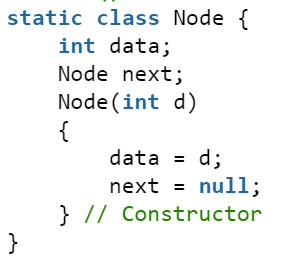 static class Node {
    int data;
    Node next;
    Node(int d)
    {
        data = d;
        next = null;
    } // Constructor
}